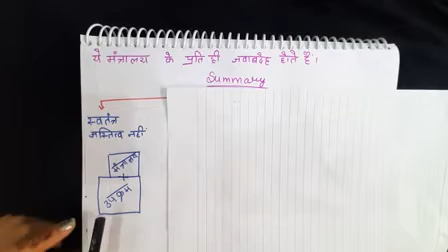 ये मंत्रालय के प्रति ही जवाबदेह होते हैं।
Summary
स्वतंत्र
अस्तित्व नहीं
मंत्रालय
+
उपक्रम